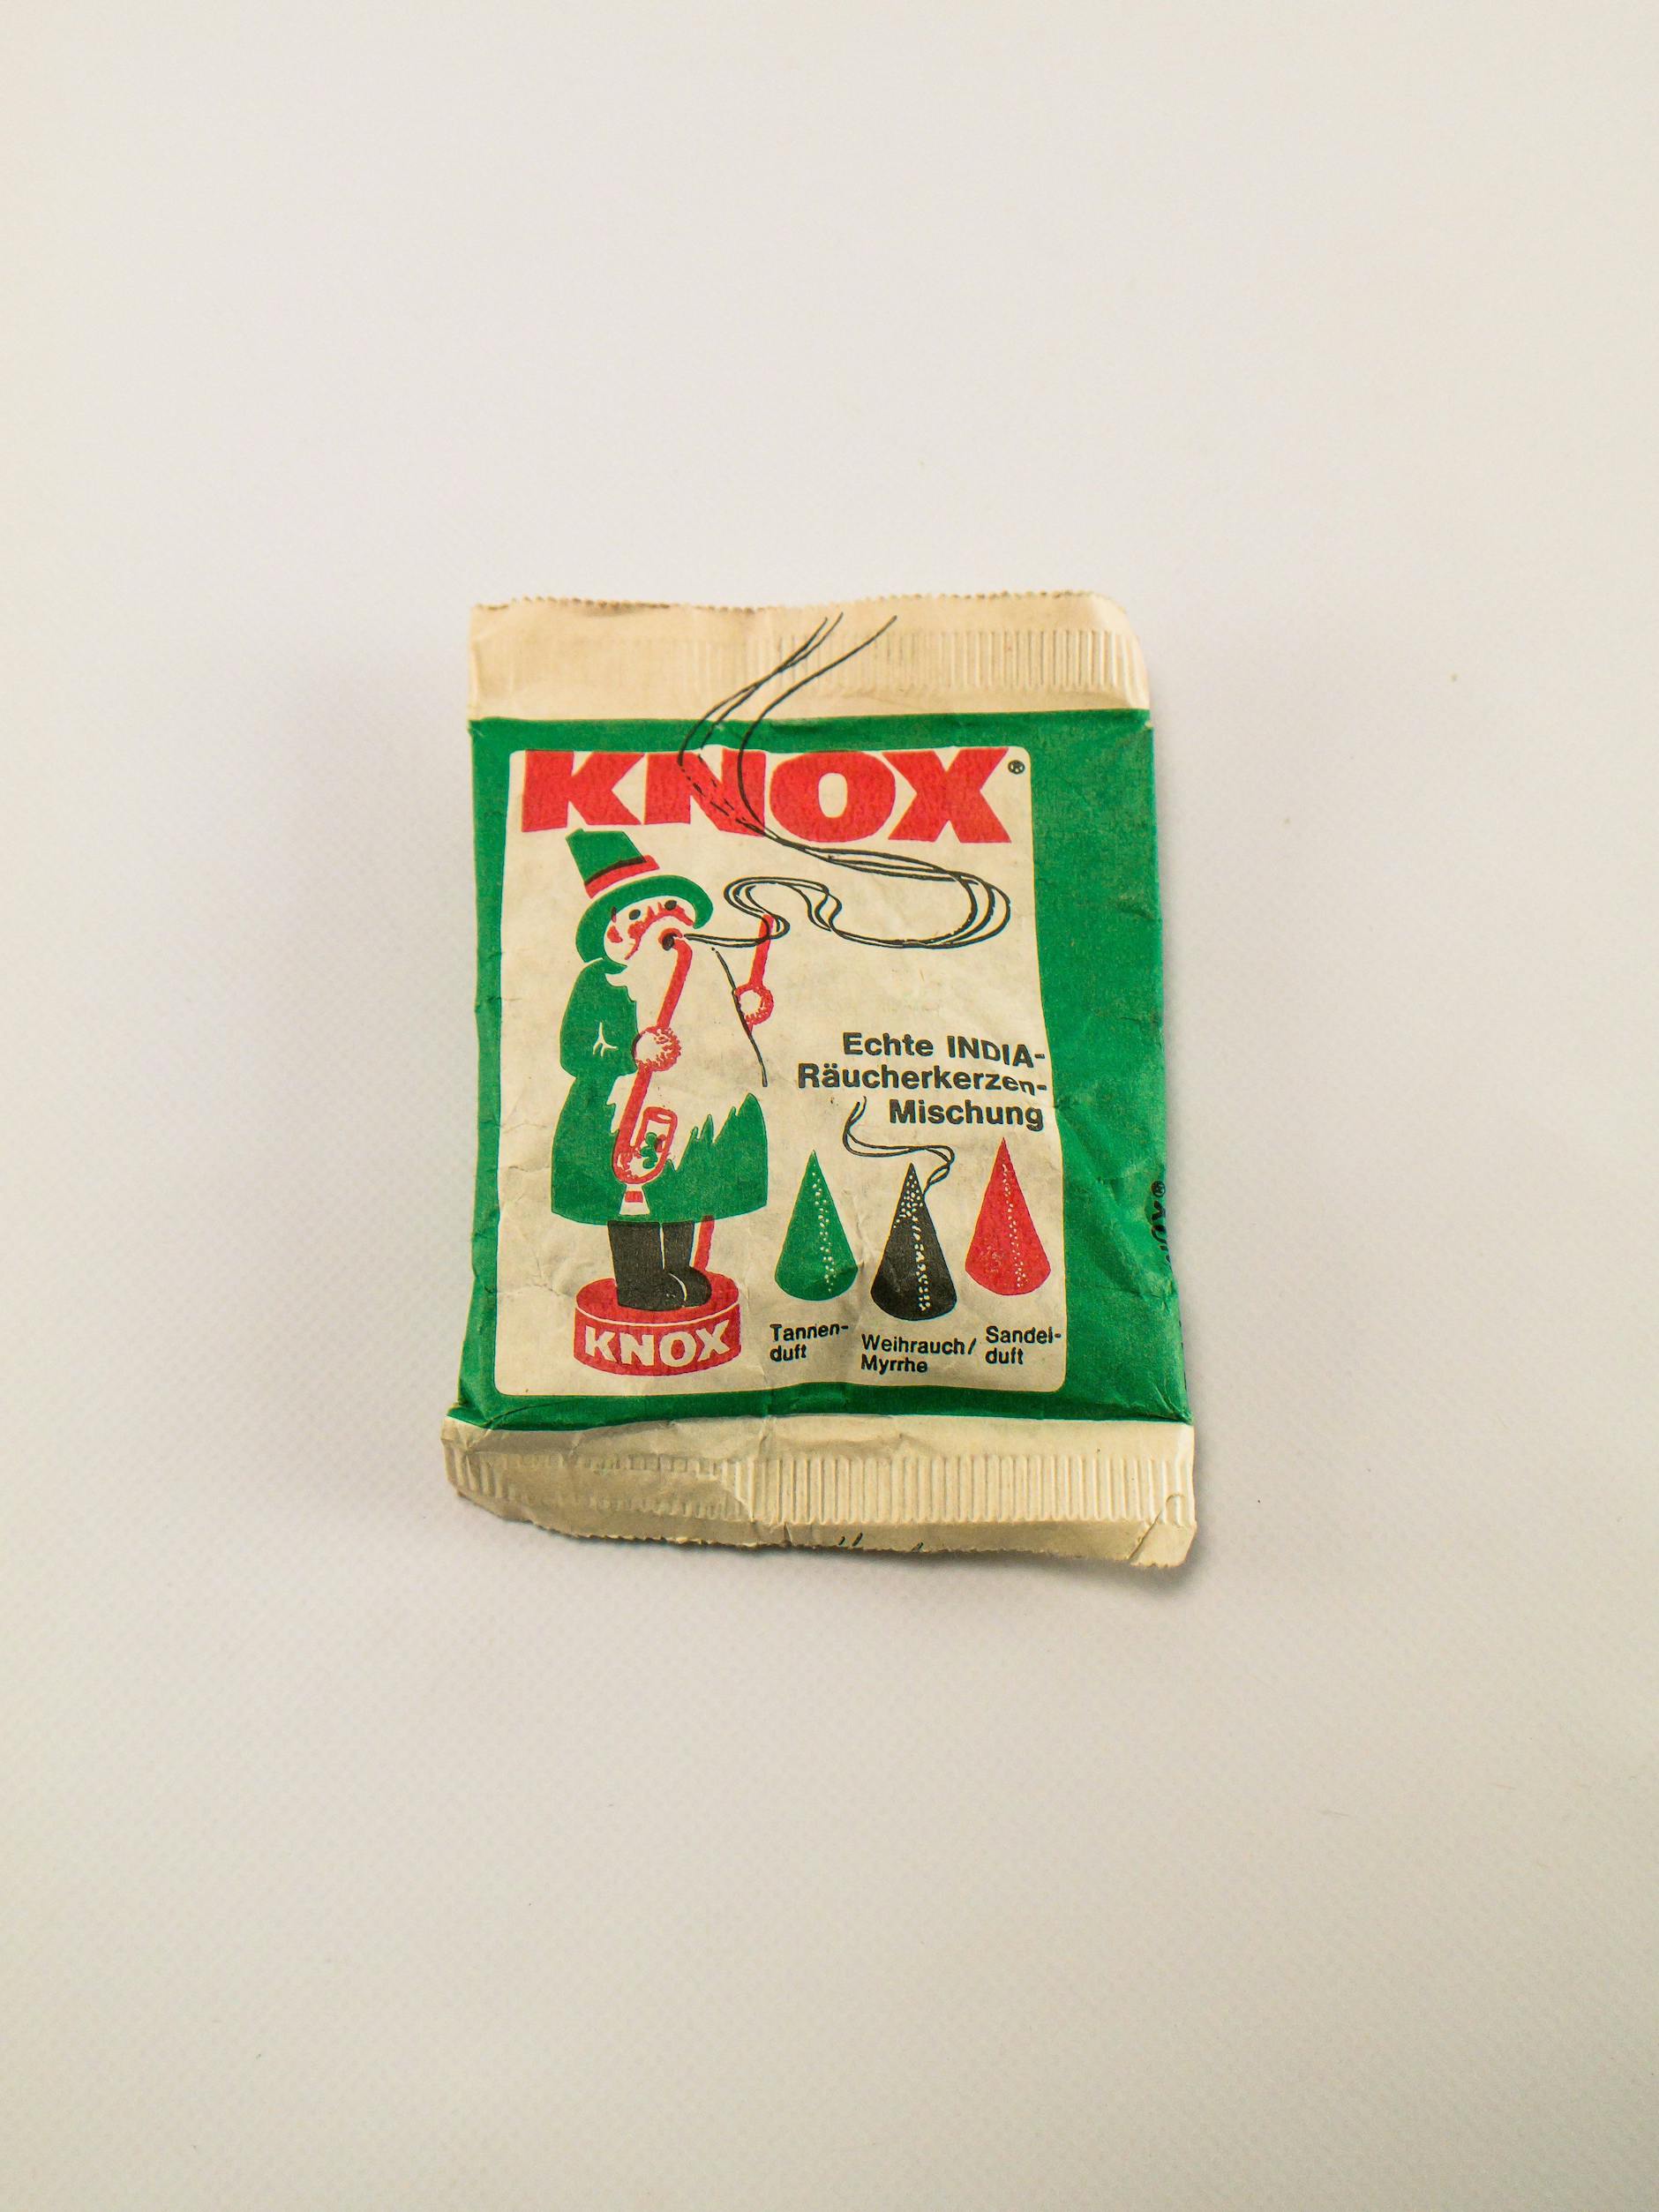 KNOX®
Echte INDIA-
Räucherkerzen-
Mischung
Tannen-
duft
Weihrauch/
Myrrhe
Sandel-
duft
KNOX